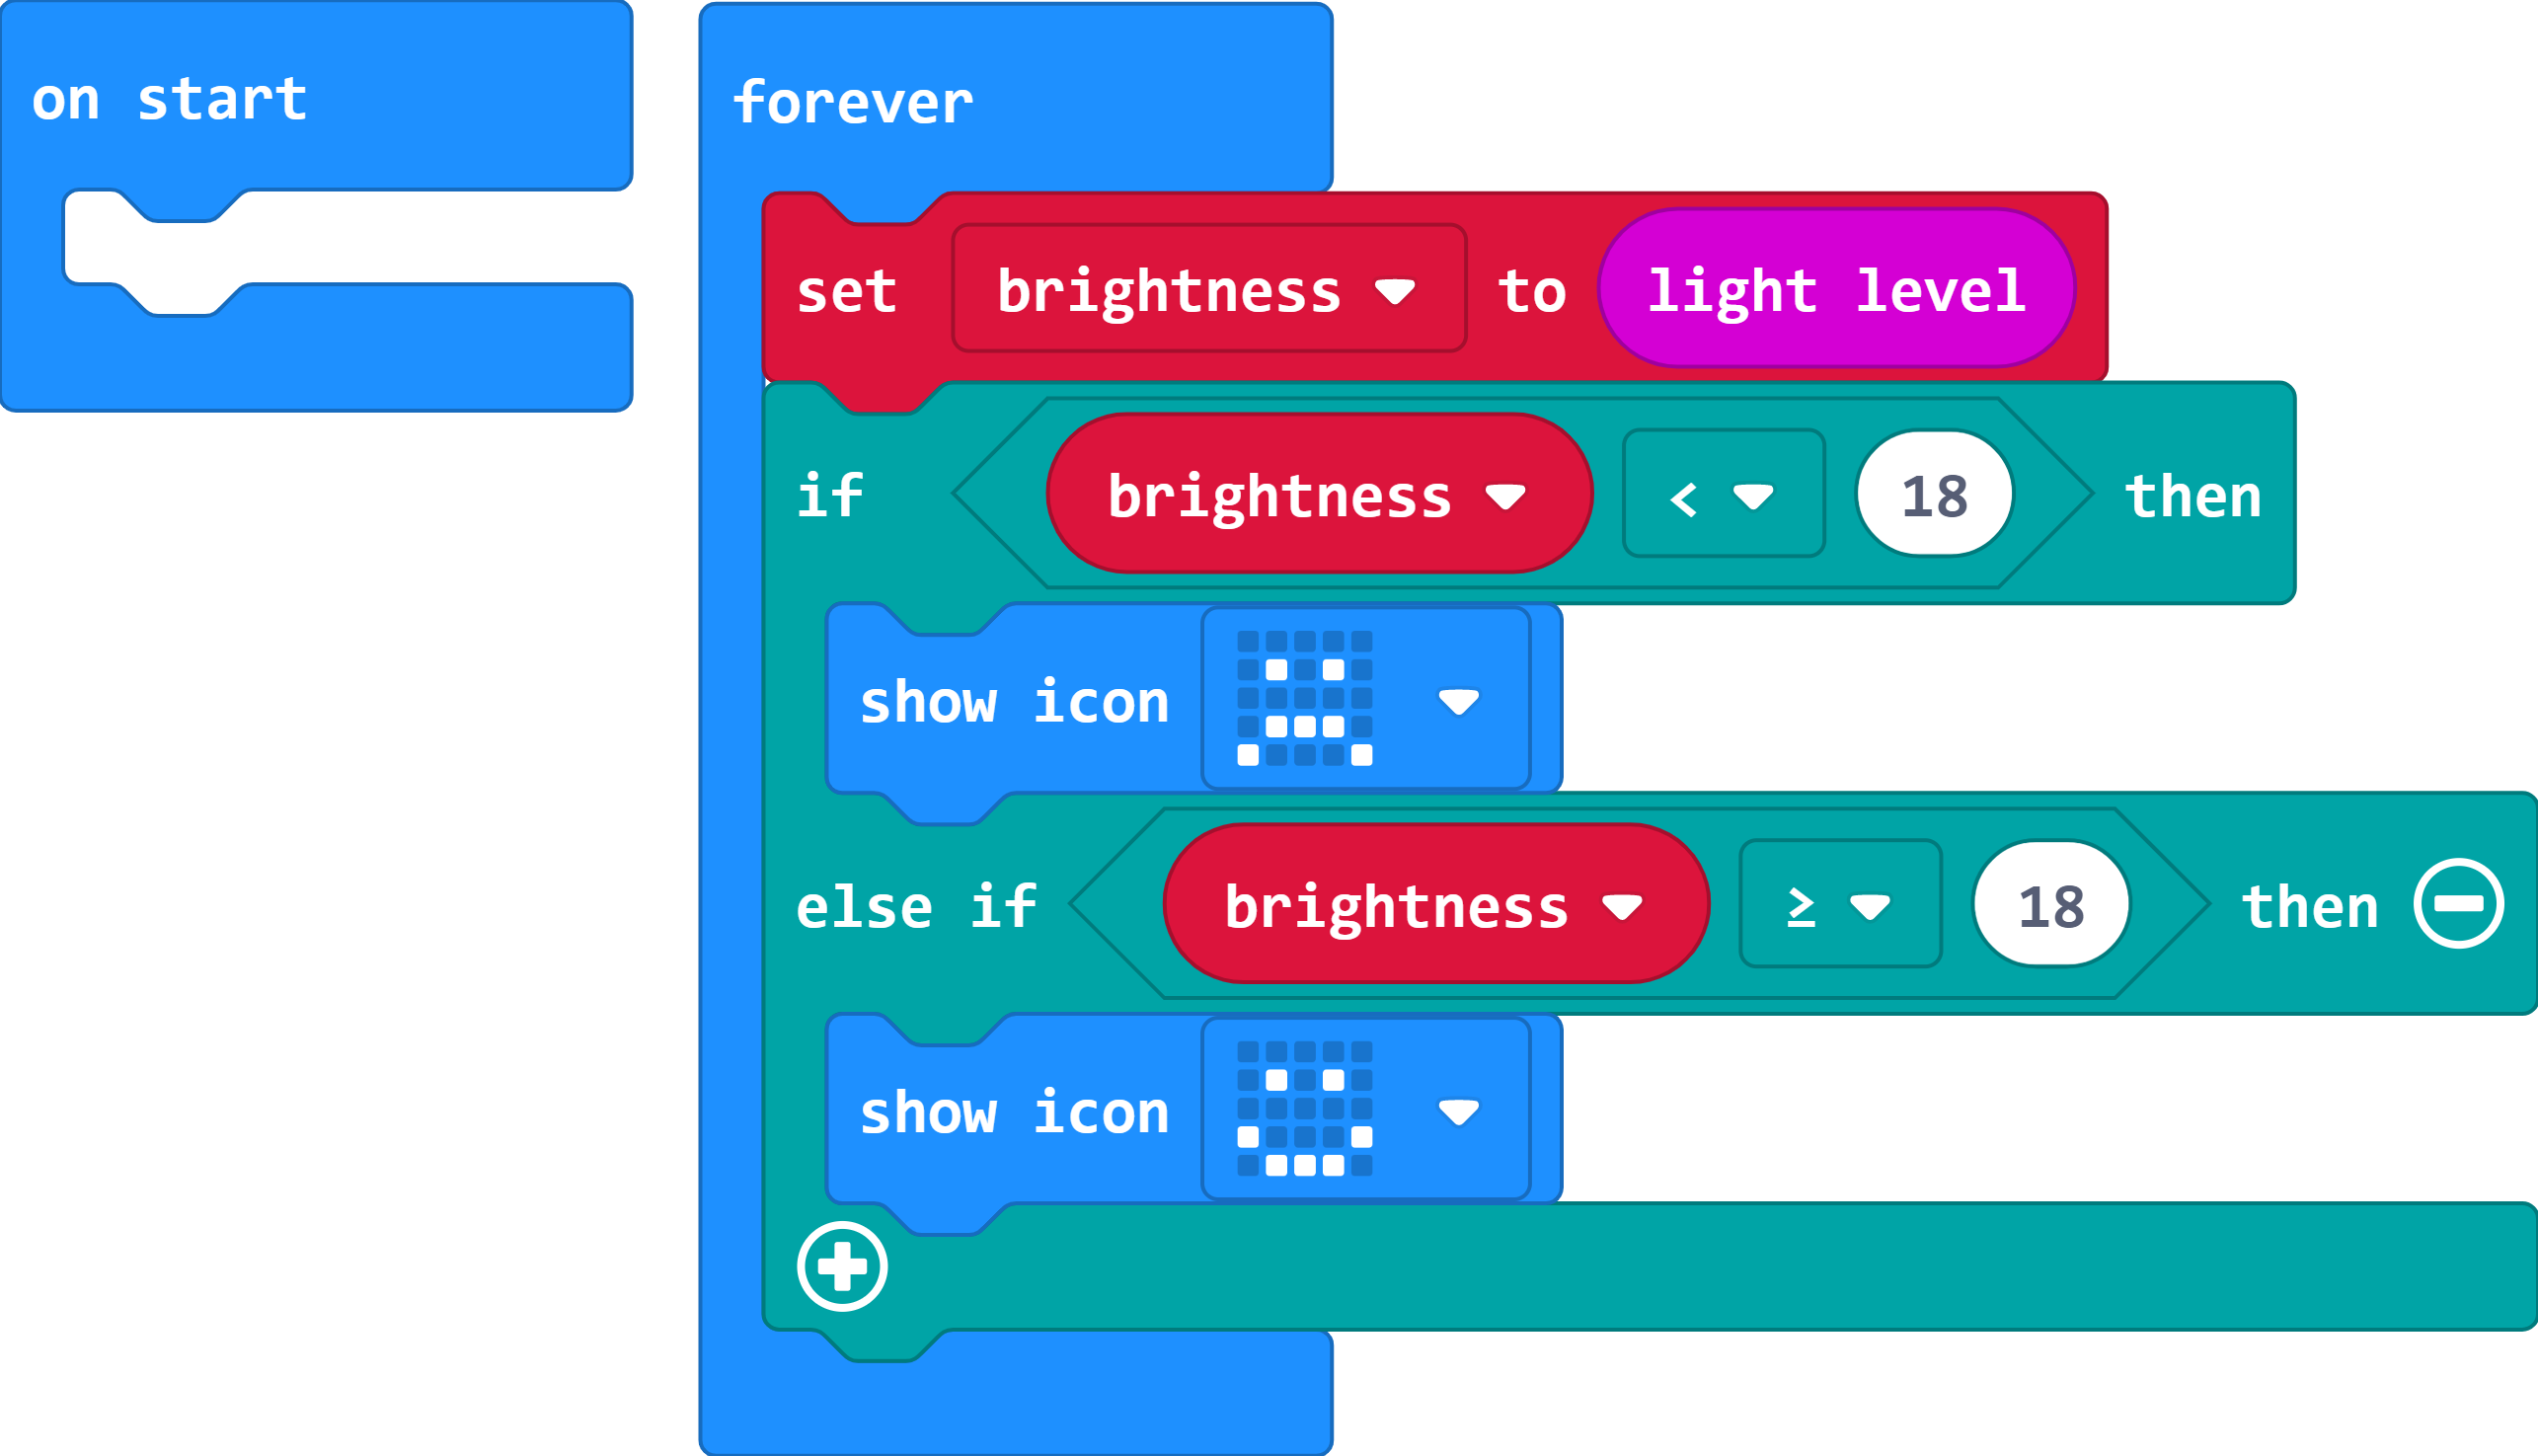 on start
forever
set brightness to light level
if brightness < 18 then
show icon
else if brightness ≥ 18 then
show icon